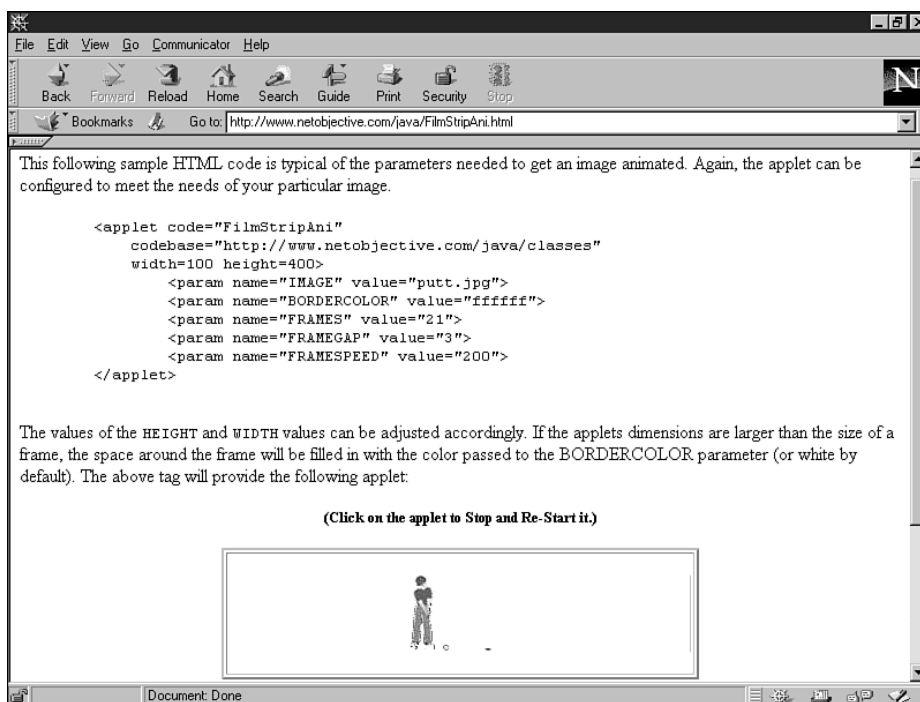 File Edit View Go Communicator Help
N
Back Forward Reload Home Search Guide Print Security Stop
Bookmarks Go to: http://www.netobjective.com/java/FilmStripAni.html
This following sample HTML code is typical of the parameters needed to get an image animated. Again, the applet can be
configured to meet the needs of your particular image.
<applet code="FilmStripAni"
codebase="http://www.netobjective.com/java/classes"
width=100 height=400>
<param name="IMAGE" value="putt.jpg">
<param name="BORDERCOLOR" value="ffffff">
<param name="FRAMES" value="21">
<param name="FRAMEGAP" value="3">
<param name="FRAMESPEED" value="200">
</applet>
The values of the HEIGHT and WIDTH values can be adjusted accordingly. If the applets dimensions are larger than the size of a
frame, the space around the frame will be filled in with the color passed to the BORDERCOLOR parameter (or white by
default). The above tag will provide the following applet:
(Click on the applet to Stop and Re-Start it.)
Document: Done